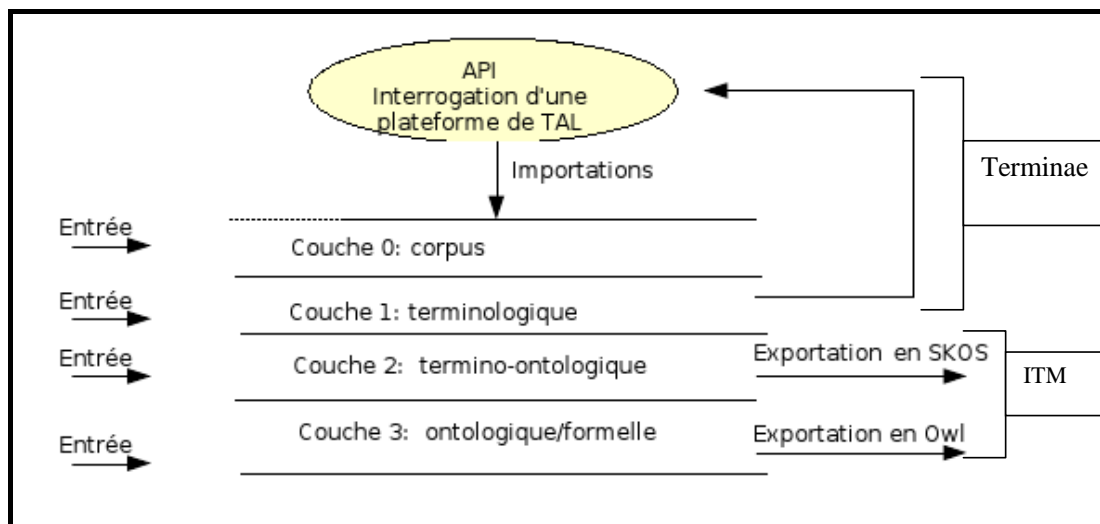 API
Interrogation d'une
plateforme de TAL
Importations
Terminae
Entrée
Couche 0: corpus
Entrée
Couche 1: terminologique
Entrée
Couche 2: termino-ontologique
Exportation en SKOS
ITM
Entrée
Couche 3: ontologique/formelle
Exportation en Owl